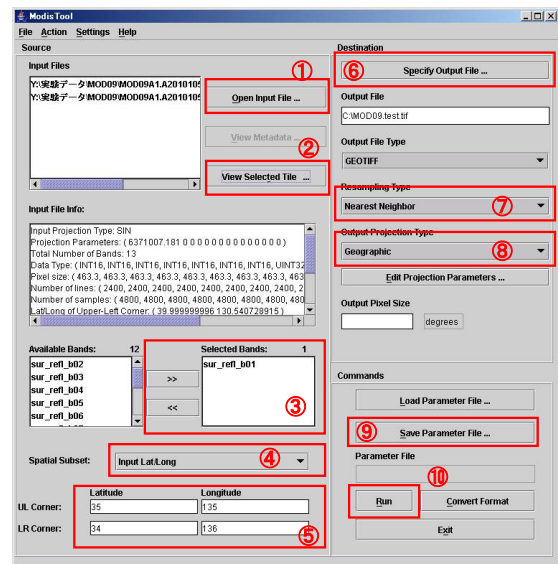 ModisTool
File Action Settings Help
Source
Input Files
①
Y:\実験データ\MOD09\MOD09A1.A2010105
Y:\実験データ\MOD09\MOD09A1.A2010105
Open Input File ...
View Metadata ...
②
View Selected Tile ...
Input File Info:
Input Projection Type: SIN
Projection Parameters: ( 6371007.181 0 0 0 0 0 0 0 0 0 0 0 0 0 0 )
Total Number of Bands: 13
Data Type: ( INT16, INT16, INT16, INT16, INT16, INT16, INT16, UINT32
Pixel size: ( 463.3, 463.3, 463.3, 463.3, 463.3, 463.3, 463.3, 463
Number of lines: ( 2400, 2400, 2400, 2400, 2400, 2400, 2400, 2
Number of samples: ( 4800, 4800, 4800, 4800, 4800, 4800, 480
Lat/Long of Upper-Left Corner: ( 39.999999996 130.540728915 )
Available Bands: 12
Selected Bands: 1
sur_refl_b02
sur_refl_b03
sur_refl_b04
sur_refl_b05
sur_refl_b06
>>
<<
sur_refl_b01
③
Spatial Subset:
Input Lat/Long
④
Latitude Longitude
UL Corner: 35 135
LR Corner: 34 136
⑤
Destination
⑥
Specify Output File ...
Output File
C:\MOD09.test.tif
Output File Type
GEOTIFF
Resampling Type
Nearest Neighbor
⑦
Output Projection Type
Geographic
⑧
Edit Projection Parameters ...
Output Pixel Size
degrees
Commands
Load Parameter File ...
⑨
Save Parameter File ...
Parameter File
⑩
Run
Convert Format
Exit